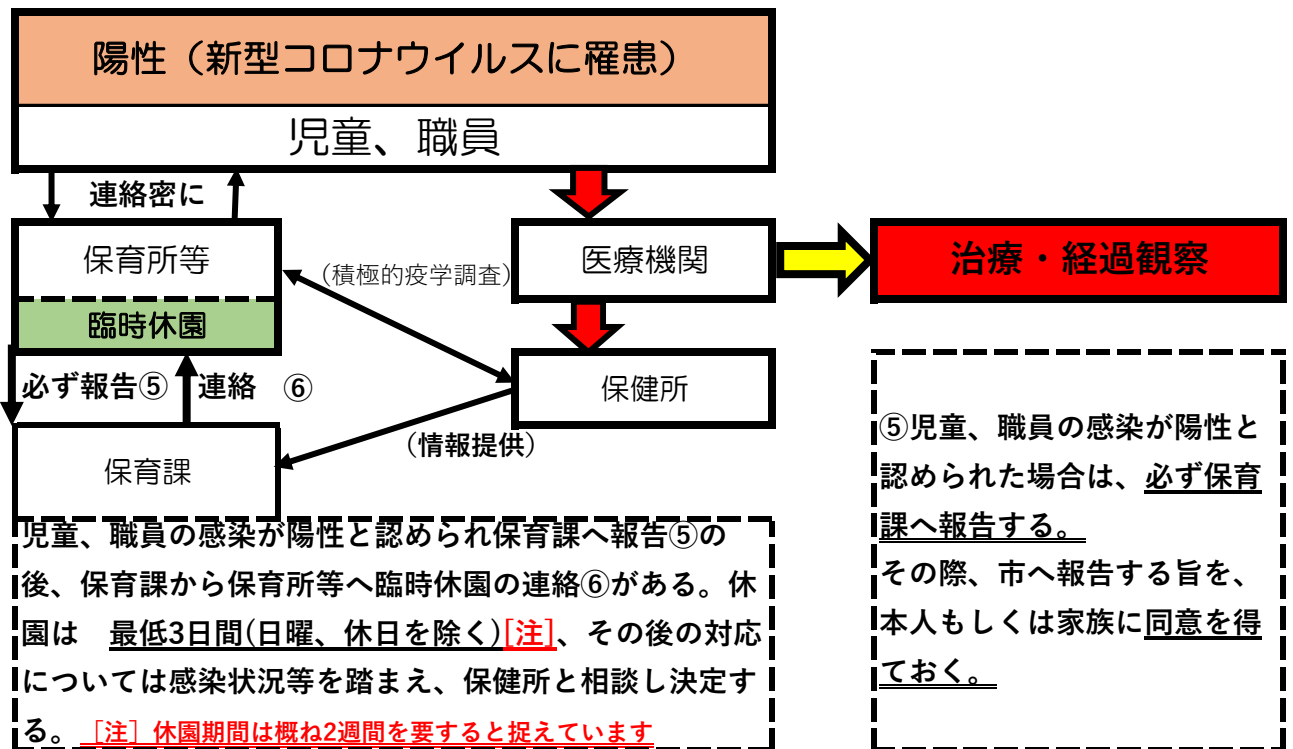 陽性（新型コロナウイルスに罹患）
児童、職員
連絡密に
保育所等
臨時休園
（積極的疫学調査）
医療機関
治療・経過観察
必ず報告⑤
連絡　⑥
保健所
（情報提供）
保育課
児童、職員の感染が陽性と認められ保育課へ報告⑤の
後、保育課から保育所等へ臨時休園の連絡⑥がある。休
園は　最低3日間(日曜、休日を除く)[注]、その後の対応
については感染状況等を踏まえ、保健所と相談し決定す
る。［注］休園期間は概ね2週間を要すると捉えています
⑤児童、職員の感染が陽性と
認められた場合は、必ず保育
課へ報告する。
その際、市へ報告する旨を、
本人もしくは家族に同意を得
ておく。